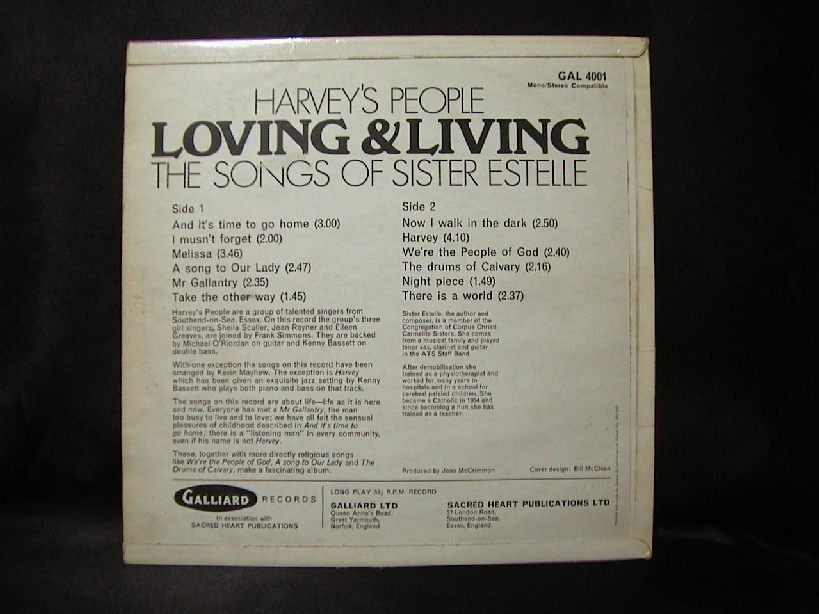 GAL 4001
Mono/Stereo Compatible
HARVEY'S PEOPLE
LOVING & LIVING
THE SONGS OF SISTER ESTELLE
Side 1
And it's time to go home (3.00)
I musn't forget (2.00)
Melissa (3.46)
A song to Our Lady (2.47)
Mr Gallantry (2.35)
Take the other way (1.45)
Harvey's People are a group of talented singers from
Southend-on-Sea, Essex. On this record the group's three
girl singers, Sheila Sculler, Joan Rayner and Eileen
Greeves, are joined by Frank Simmons. They are backed
by Michael O'Riordan on guitar and Kenny Bassett on
double bass.
With one exception the songs on this record have been
arranged by Kevin Mayhew. The exception is Harvey
which has been given an exquisite jazz setting by Kenny
Bassett who plays both piano and bass on that track.
The songs on this record are about life—life as it is here
and now. Everyone has met a Mr Gallantry, the man
too busy to live and to love; we have all felt the sensual
pleasures of childhood described in And it's time to
go home; there is a "listening man" in every community,
even if his name is not Harvey.
These, together with more directly religious songs
like We're the People of God, A song to Our Lady and The
Drums of Calvary, make a fascinating album.
Side 2
Now I walk in the dark (2.50)
Harvey (4.10)
We're the People of God (2.40)
The drums of Calvary (2.16)
Night piece (1.49)
There is a world (2.37)
Sister Estelle, the author and
composer, is a member of the
Congregation of Corpus Christi
Carmelite Sisters. She comes
from a musical family and played
tenor sax, clarinet and guitar
in the ATS Staff Band.
After demobilisation she
trained as a physiotherapist and
worked for many years in
hospitals and in a school for
cerebral palsied children. She
became a Catholic in 1964 and
since becoming a nun she has
trained as a teacher.
Produced by Jean McCrimmon
Cover design: Bill McCleas
GALLIARD RECORDS
In association with
SACRED HEART PUBLICATIONS
LONG PLAY 33⅓ R.P.M. RECORD
GALLIARD LTD
Queen Anne's Road,
Great Yarmouth,
Norfolk, England
SACRED HEART PUBLICATIONS LTD
57 London Road,
Southend-on-Sea,
Essex, England.